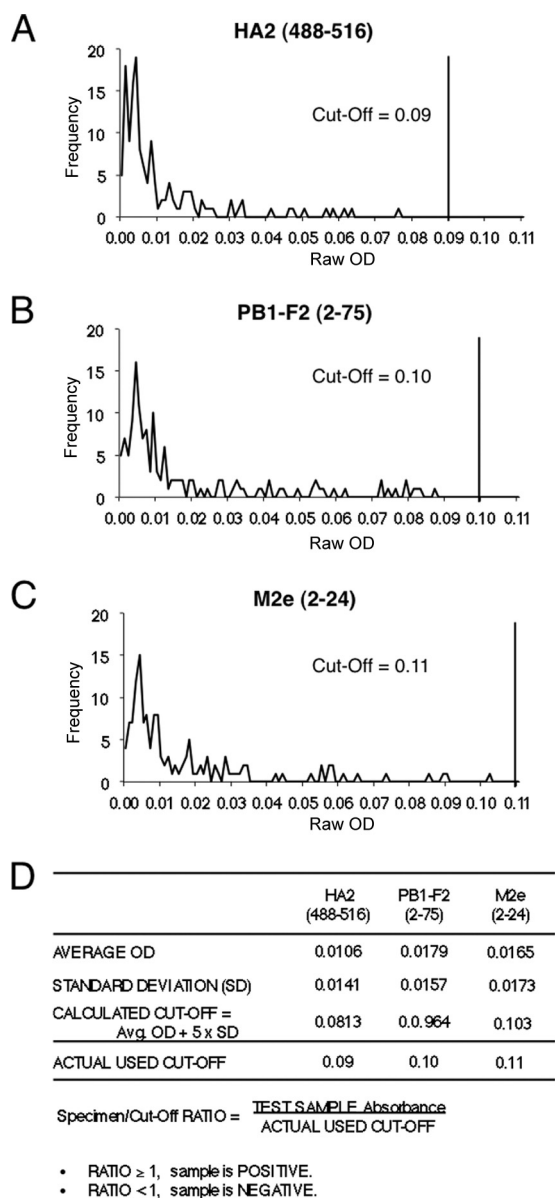 A
HA2 (488-516)
20
15
10
5
0
Frequency
Cut-Off = 0.09
0.00 0.01 0.02 0.03 0.04 0.05 0.06 0.07 0.08 0.09 0.10 0.11
Raw OD
B
PB1-F2 (2-75)
20
15
10
5
0
Frequency
Cut-Off = 0.10
0.00 0.01 0.02 0.03 0.04 0.05 0.06 0.07 0.08 0.09 0.10 0.11
Raw OD
C
M2e (2-24)
20
15
10
5
0
Frequency
Cut-Off = 0.11
0.00 0.01 0.02 0.03 0.04 0.05 0.06 0.07 0.08 0.09 0.10 0.11
Raw OD
D
HA2 PB1-F2 M2e
(488-516) (2-75) (2-24)
AVERAGE OD 0.0106 0.0179 0.0165
STANDARD DEVIATION (SD) 0.0141 0.0157 0.0173
CALCULATED CUT-OFF =
Avg. OD + 5 x SD 0.0813 0.0.964 0.103
ACTUAL USED CUT-OFF 0.09 0.10 0.11
Specimen/Cut-Off RATIO = TEST SAMPLE Absorbance
ACTUAL USED CUT-OFF
• RATIO ≥ 1, sample is POSITIVE.
• RATIO < 1, sample is NEGATIVE.